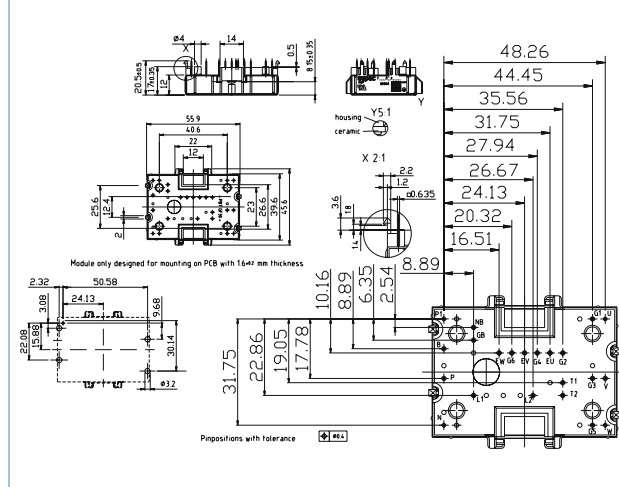 ø4
14
X
0.5
8.15±0.35
20.5±0.5
17±0.35
12
Y
Y5:1
housing
ceramic
55.9
40.6
22
12
25.6
12.4
2
23
26.6
39.6
45.6
X 2:1
2.2
1.2
□0.635
3.6
1.8
1.4
Module only designed for mounting on PCB with 1.6±0.2 mm thickness
2.32
50.58
24.13
3.08
9.68
22.08
15.88
30.14
ø3.2
48.26
44.45
35.56
31.75
27.94
26.67
24.13
20.32
16.51
8.89
10.16
8.89
6.35
2.54
31.75
22.86
19.05
17.78
P1
NB
GB
B
P
N
EW
G6
EV
G4
EU
G2
G1
U
T1
T2
G3
V
L1
L2
G5
W
Pinpositions with tolerance
⌖ ø0.4